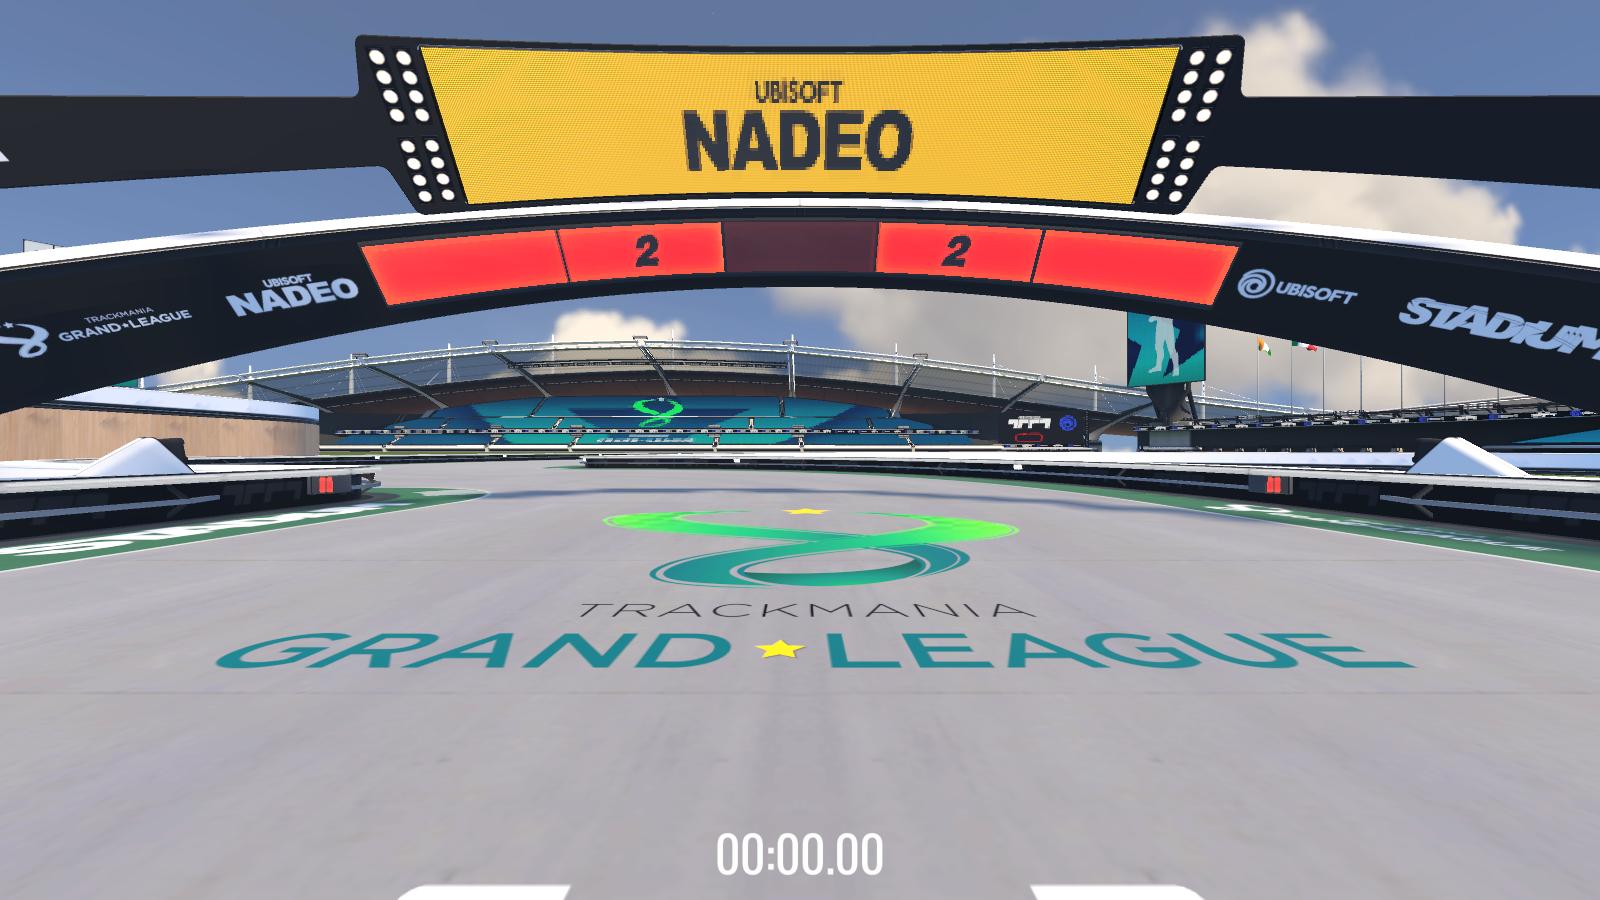 UBISOFT
NADEO
2 2
TRACKMANIA
GRAND★LEAGUE
UBISOFT
NADEO
UBISOFT
STADIUM
TRACKMANIA
GRAND★LEAGUE
00:00.00